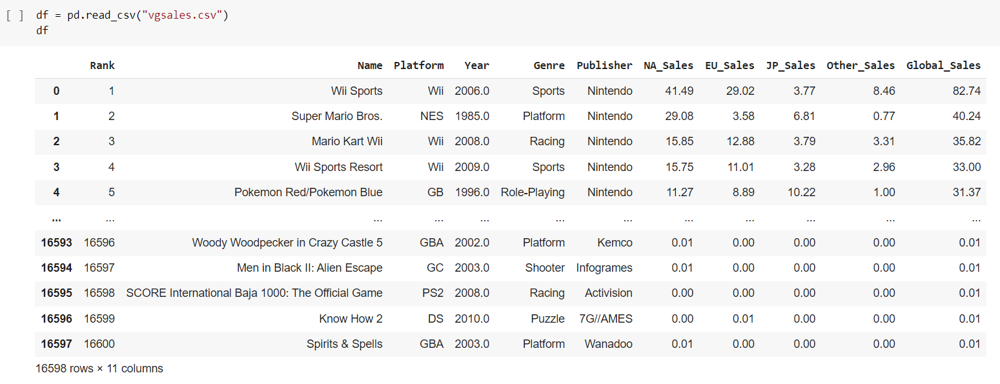 [ ] df = pd.read_csv("vgsales.csv")
df
Rank Name Platform Year Genre Publisher NA_Sales EU_Sales JP_Sales Other_Sales Global_Sales
0 1 Wii Sports Wii 2006.0 Sports Nintendo 41.49 29.02 3.77 8.46 82.74
1 2 Super Mario Bros. NES 1985.0 Platform Nintendo 29.08 3.58 6.81 0.77 40.24
2 3 Mario Kart Wii Wii 2008.0 Racing Nintendo 15.85 12.88 3.79 3.31 35.82
3 4 Wii Sports Resort Wii 2009.0 Sports Nintendo 15.75 11.01 3.28 2.96 33.00
4 5 Pokemon Red/Pokemon Blue GB 1996.0 Role-Playing Nintendo 11.27 8.89 10.22 1.00 31.37
... ... ... ... ... ... ... ... ... ... ... ...
16593 16596 Woody Woodpecker in Crazy Castle 5 GBA 2002.0 Platform Kemco 0.01 0.00 0.00 0.00 0.01
16594 16597 Men in Black II: Alien Escape GC 2003.0 Shooter Infogrames 0.01 0.00 0.00 0.00 0.01
16595 16598 SCORE International Baja 1000: The Official Game PS2 2008.0 Racing Activision 0.00 0.00 0.00 0.00 0.01
16596 16599 Know How 2 DS 2010.0 Puzzle 7G//AMES 0.00 0.01 0.00 0.00 0.01
16597 16600 Spirits & Spells GBA 2003.0 Platform Wanadoo 0.01 0.00 0.00 0.00 0.01
16598 rows × 11 columns